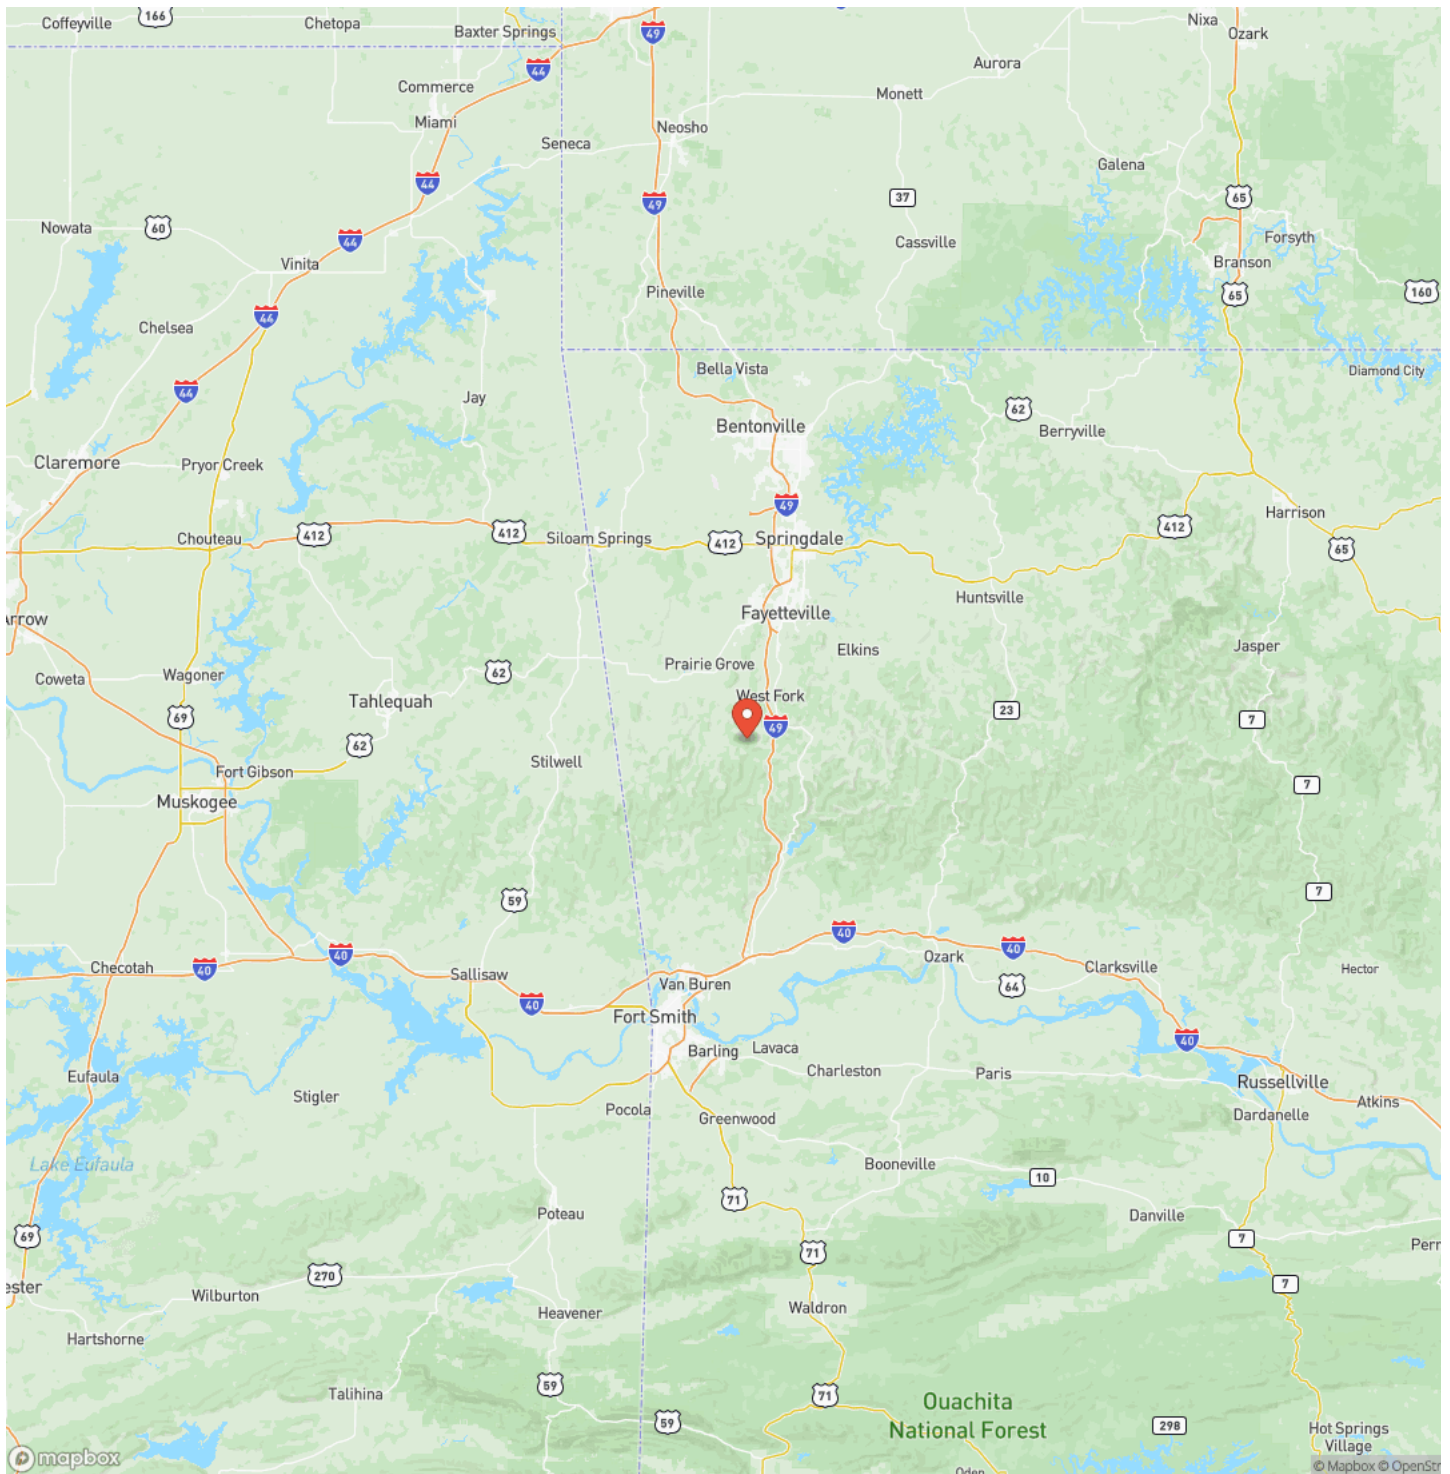 Coffeyville
166
Chetopa
Baxter Springs
49
Nixa
Ozark
44
Aurora
Commerce
Monett
Miami
Neosho
Seneca
Galena
44
49
37
65
Nowata
60
44
Cassville
Forsyth
Vinita
Branson
Pineville
65
160
44
Chelsea
Bella Vista
Diamond City
44
Jay
62
Bentonville
Berryville
Claremore
Pryor Creek
49
Harrison
412
412
Chouteau
Siloam Springs
412
Springdale
412
65
Huntsville
Arrow
Fayetteville
Elkins
Jasper
Prairie Grove
Coweta
Wagoner
62
Tahlequah
West Fork
23
69
49
7
62
Stilwell
Fort Gibson
7
Muskogee
7
59
40
40
40
Ozark
Checotah
40
Sallisaw
Clarksville
Hector
Van Buren
64
40
Fort Smith
Barling
Lavaca
40
Eufaula
Charleston
Paris
Russellville
Stigler
Pocola
Greenwood
Atkins
Dardanelle
Lake Eufaula
Booneville
10
71
Poteau
Danville
69
71
7
Perr
270
ester
Wilburton
7
Heavener
Waldron
Hartshorne
59
Talihina
71
Ouachita
National Forest
59
298
Hot Springs
Village
mapbox
Oden
© Mapbox © OpenStr